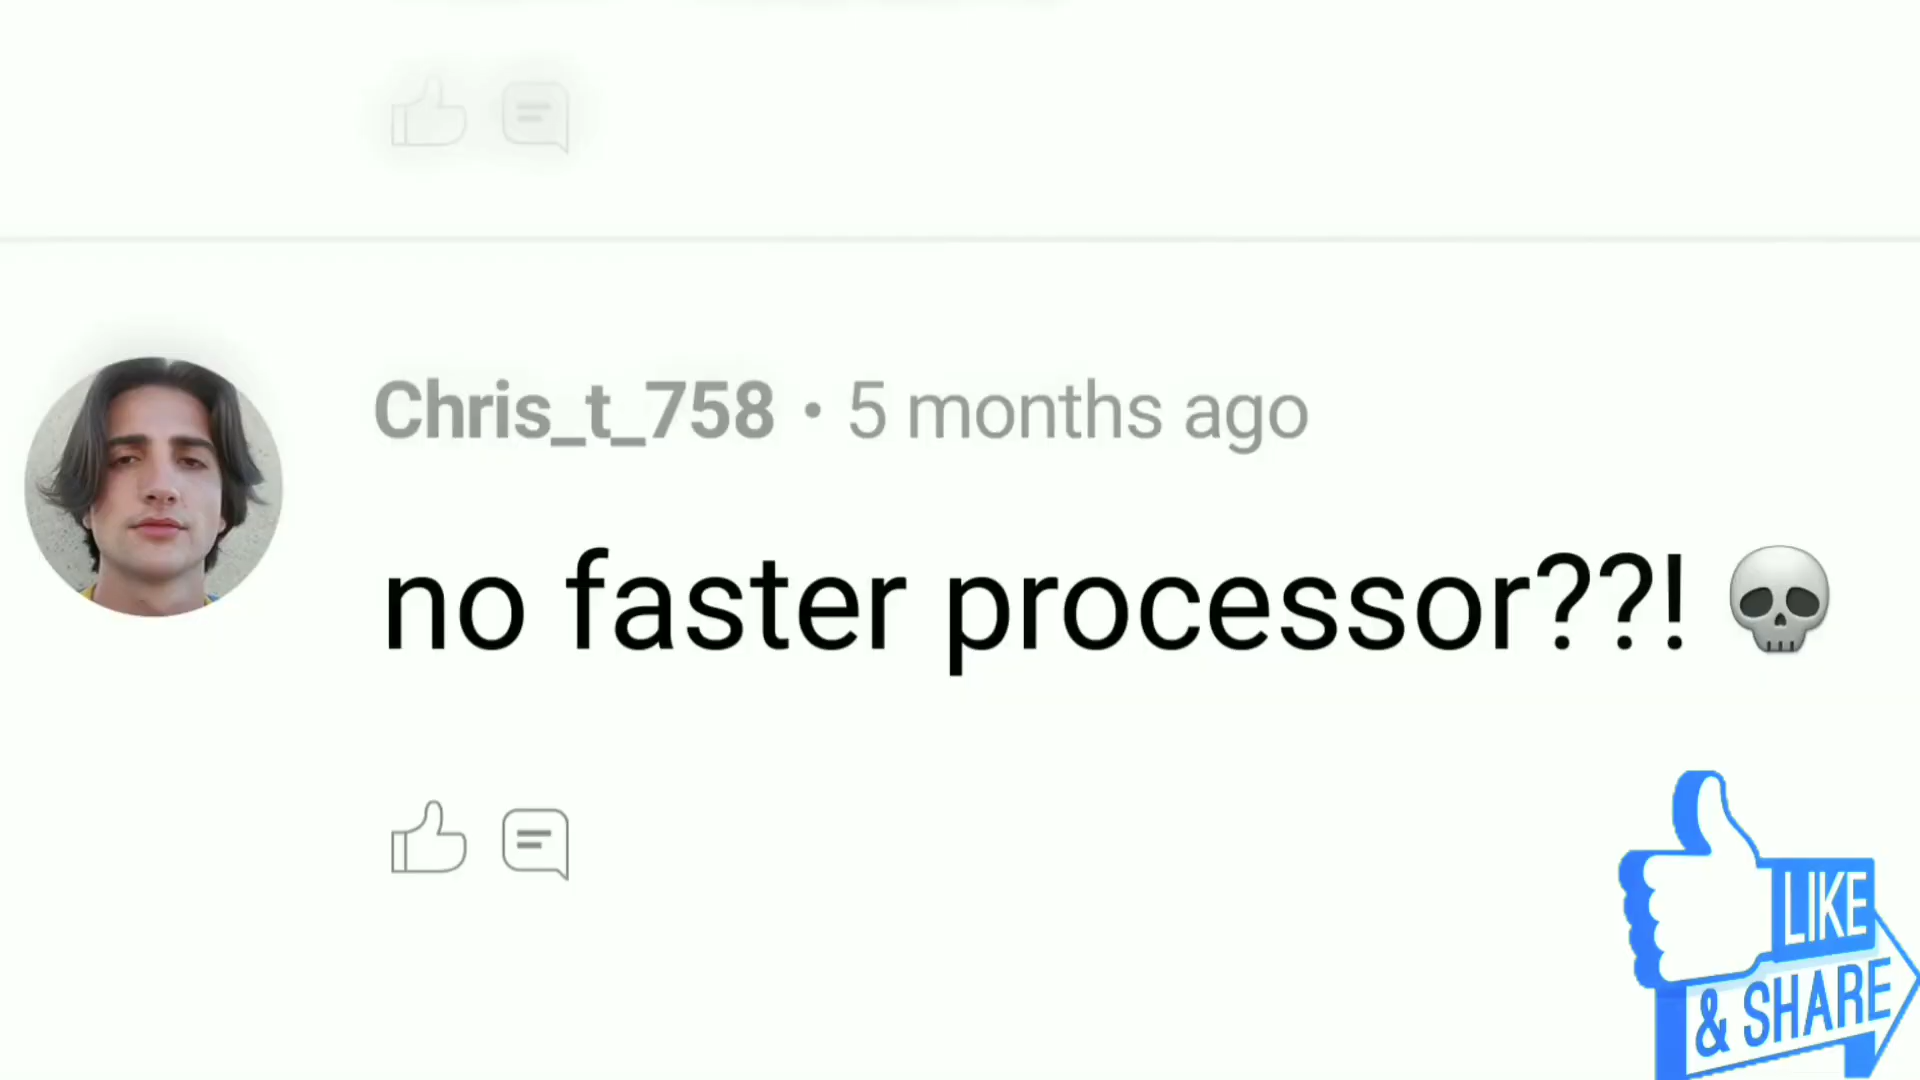 Chris_t_758 • 5 months ago
no faster processor??! 💀
LIKE
& SHARE